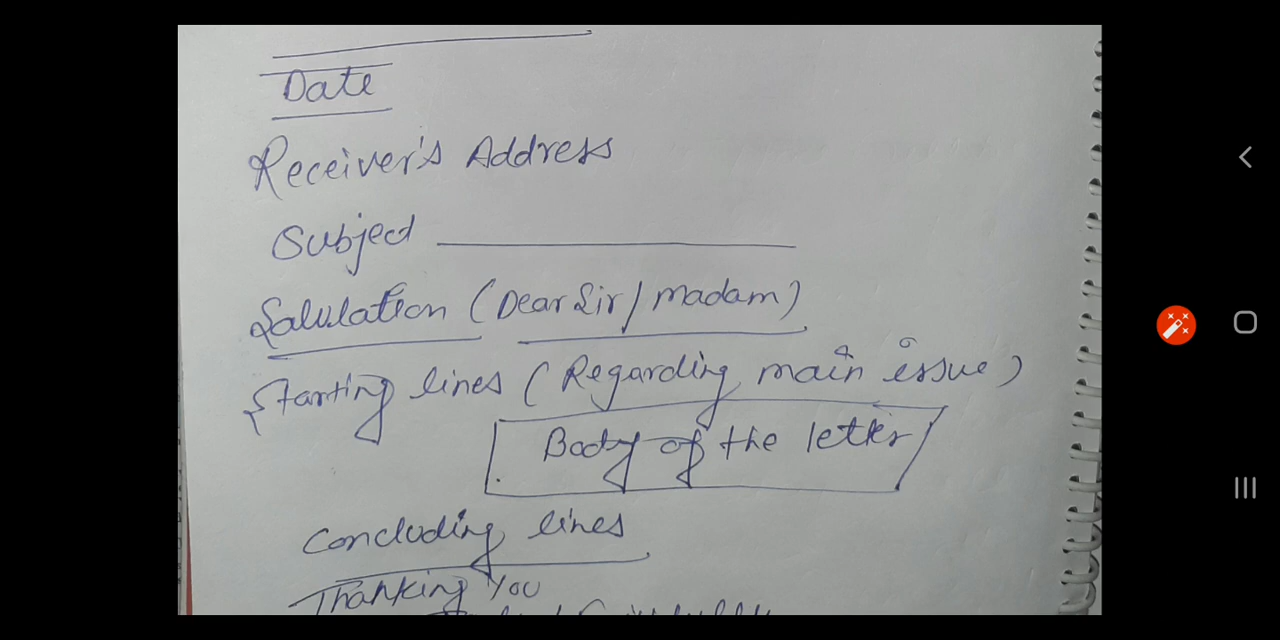 Date
Receiver's Address
Subject
Salutation (Dear Sir/madam)
Starting lines (Regarding main issue)
Body of the letter
Concluding lines
Thanking You